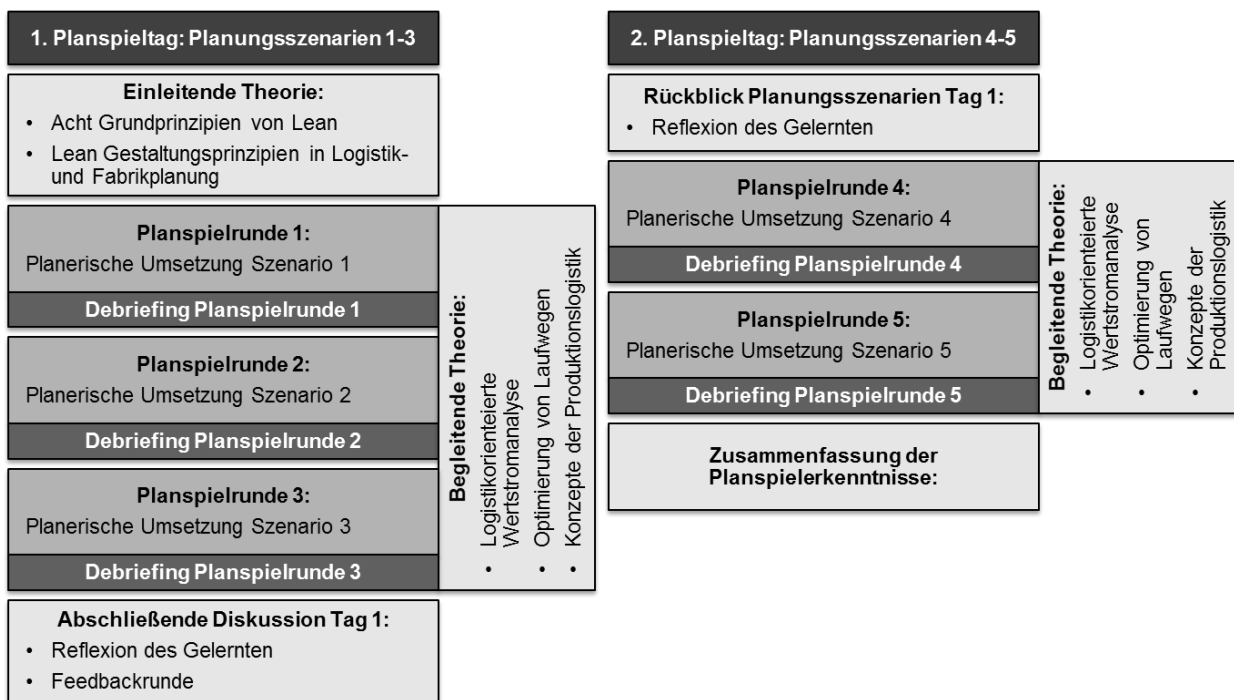 1. Planspieltag: Planungsszenarien 1-3
Einleitende Theorie:
• Acht Grundprinzipien von Lean
• Lean Gestaltungsprinzipien in Logistik-
und Fabrikplanung
Planspielrunde 1:
Planerische Umsetzung Szenario 1
Debriefing Planspielrunde 1
Planspielrunde 2:
Planerische Umsetzung Szenario 2
Debriefing Planspielrunde 2
Planspielrunde 3:
Planerische Umsetzung Szenario 3
Debriefing Planspielrunde 3
Begleitende Theorie:
• Logistikorienteierte
Wertstromanalyse
• Optimierung von Laufwegen
• Konzepte der Produktionslogistik
Abschließende Diskussion Tag 1:
• Reflexion des Gelernten
• Feedbackrunde
2. Planspieltag: Planungsszenarien 4-5
Rückblick Planungsszenarien Tag 1:
• Reflexion des Gelernten
Planspielrunde 4:
Planerische Umsetzung Szenario 4
Debriefing Planspielrunde 4
Planspielrunde 5:
Planerische Umsetzung Szenario 5
Debriefing Planspielrunde 5
Begleitende Theorie:
• Logistikorienteierte
Wertstromanalyse
• Optimierung von
Laufwegen
• Konzepte der
Produktionslogistik
Zusammenfassung der
Planspielerkenntnisse: